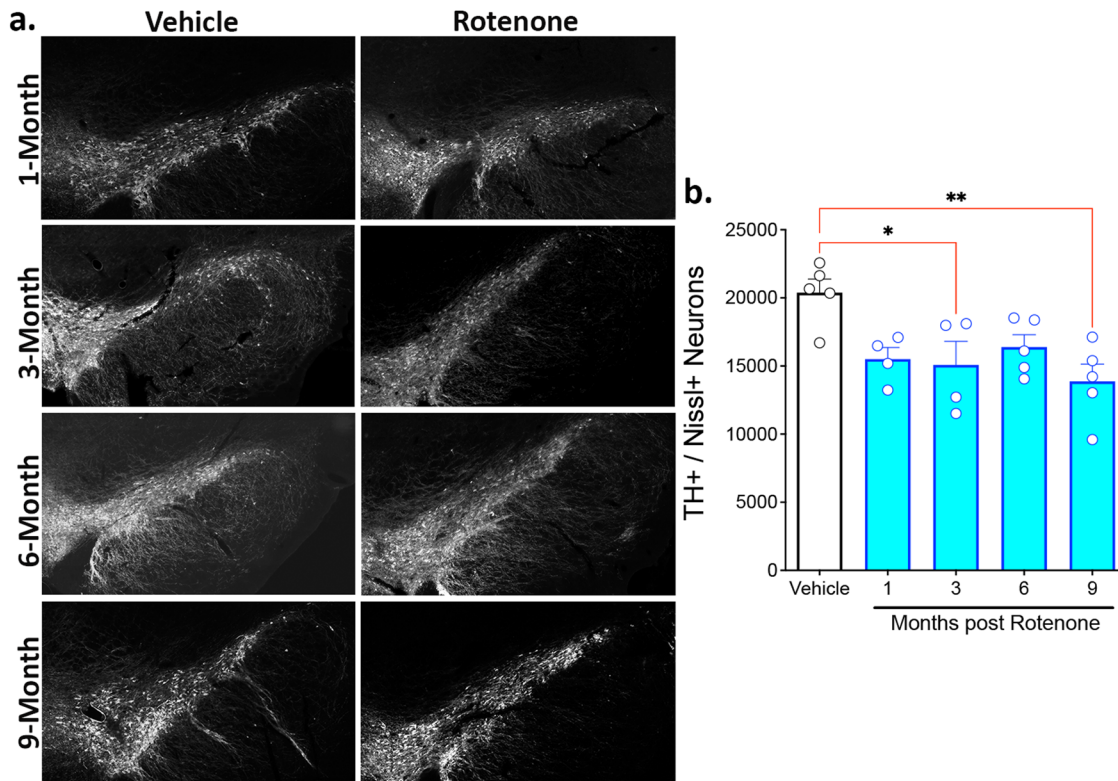 a.
Vehicle
Rotenone
1-Month
3-Month
6-Month
9-Month
b.
**
*
TH+ / Nissl+ Neurons
25000
20000
15000
10000
5000
0
Vehicle 1 3 6 9
Months post Rotenone